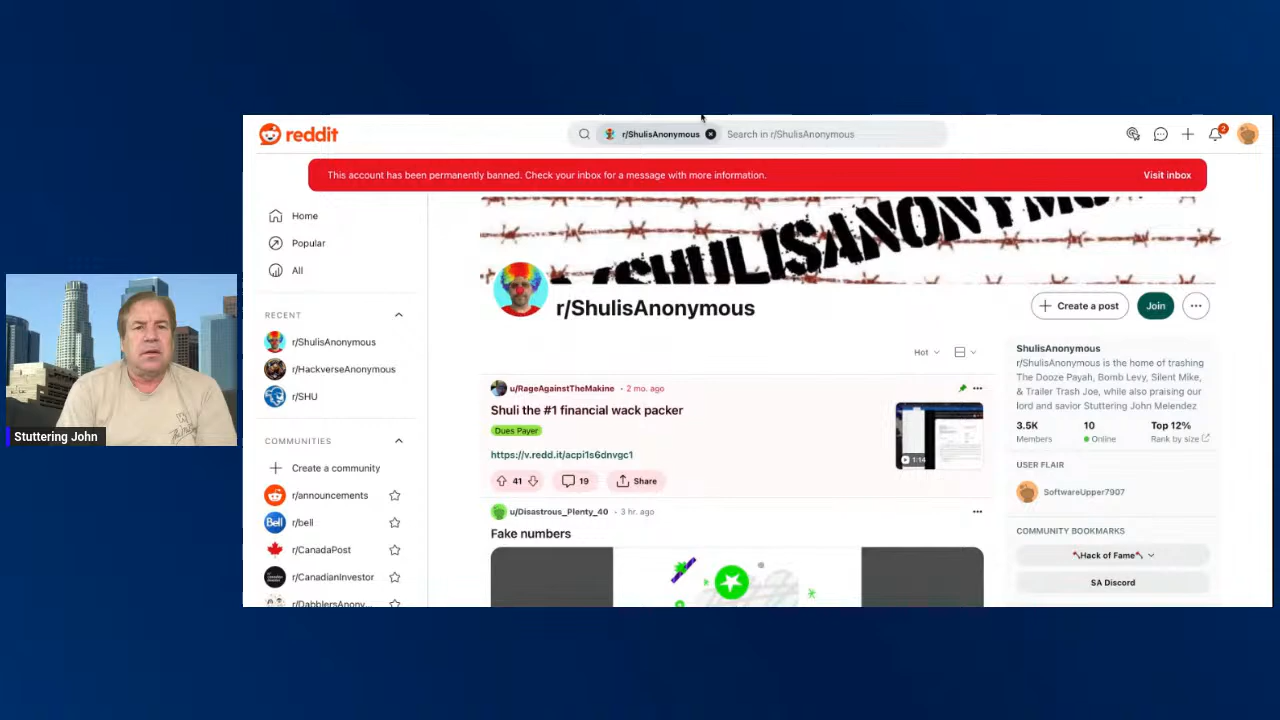 reddit
r/ShulisAnonymous
Search in r/ShulisAnonymous
2
This account has been permanently banned. Check your inbox for a message with more information.
Visit inbox
Home
Popular
All
RECENT
r/ShulisAnonymous
r/HackverseAnonymous
r/SHU
COMMUNITIES
Create a community
r/announcements
Bell
r/bell
r/CanadaPost
r/CanadianInvestor
r/DabblersAnony...
r/ShulisAnonymous
Create a post
Join
Hot
u/RageAgainstTheMakine
2 mo. ago
Shuli the #1 financial wack packer
Dues Payer
https://v.redd.it/acpi1s6dnvgc1
41
19
Share
1:14
u/Disastrous_Plenty_40
3 hr. ago
Fake numbers
ShulisAnonymous
r/ShulisAnonymous is the home of trashing
The Dooze Payah, Bomb Levy, Silent Mike,
& Trailer Trash Joe, while also praising our
lord and savior Stuttering John Melendez
3.5K
10
Top 12%
Members
Online
Rank by size
USER FLAIR
SoftwareUpper7907
COMMUNITY BOOKMARKS
Hack of Fame
SA Discord
Stuttering John